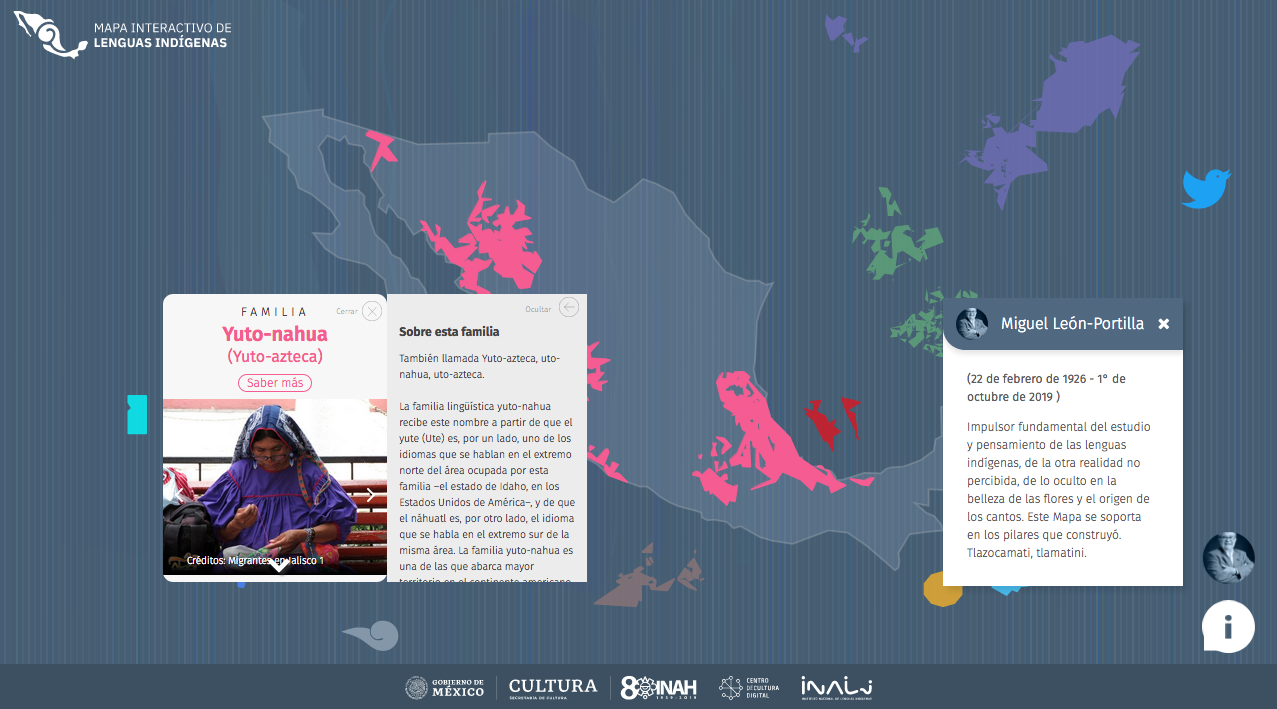 MAPA INTERACTIVO DE
LENGUAS INDÍGENAS
FAMILIA
Cerrar
Yuto-nahua
(Yuto-azteca)
Saber más
Créditos: Migrantes en Jalisco 1
Ocultar
Sobre esta familia
También llamada Yuto-azteca, uto-
nahua, uto-azteca.
La familia lingüística yuto-nahua
recibe este nombre a partir de que el
yute (Ute) es, por un lado, uno de los
idiomas que se hablan en el extremo
norte del área ocupada por esta
familia –el estado de Idaho, en los
Estados Unidos de América–, y de que
el náhuatl es, por otro lado, el idioma
que se habla en el extremo sur de la
misma área. La familia yuto-nahua es
una de las que abarca mayor
territorio en el continente americano
Miguel León-Portilla
(22 de febrero de 1926 - 1° de
octubre de 2019 )
Impulsor fundamental del estudio
y pensamiento de las lenguas
indígenas, de la otra realidad no
percibida, de lo oculto en la
belleza de las flores y el origen de
los cantos. Este Mapa se soporta
en los pilares que construyó.
Tlazocamati, tlamatini.
i
GOBIERNO DE
MÉXICO
CULTURA
SECRETARÍA DE CULTURA
80 INAH
1939-2019
CENTRO
DE CULTURA
DIGITAL
INALI